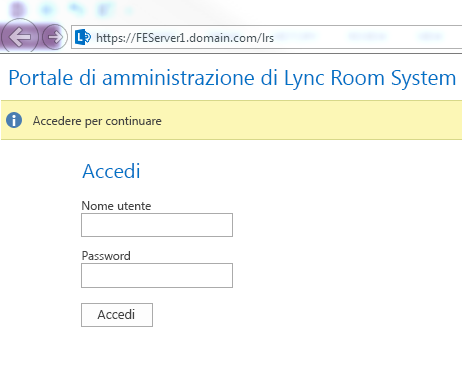 https://FEServer1.domain.com/lrs
Portale di amministrazione di Lync Room System
Accedere per continuare
Accedi
Nome utente
Password
Accedi